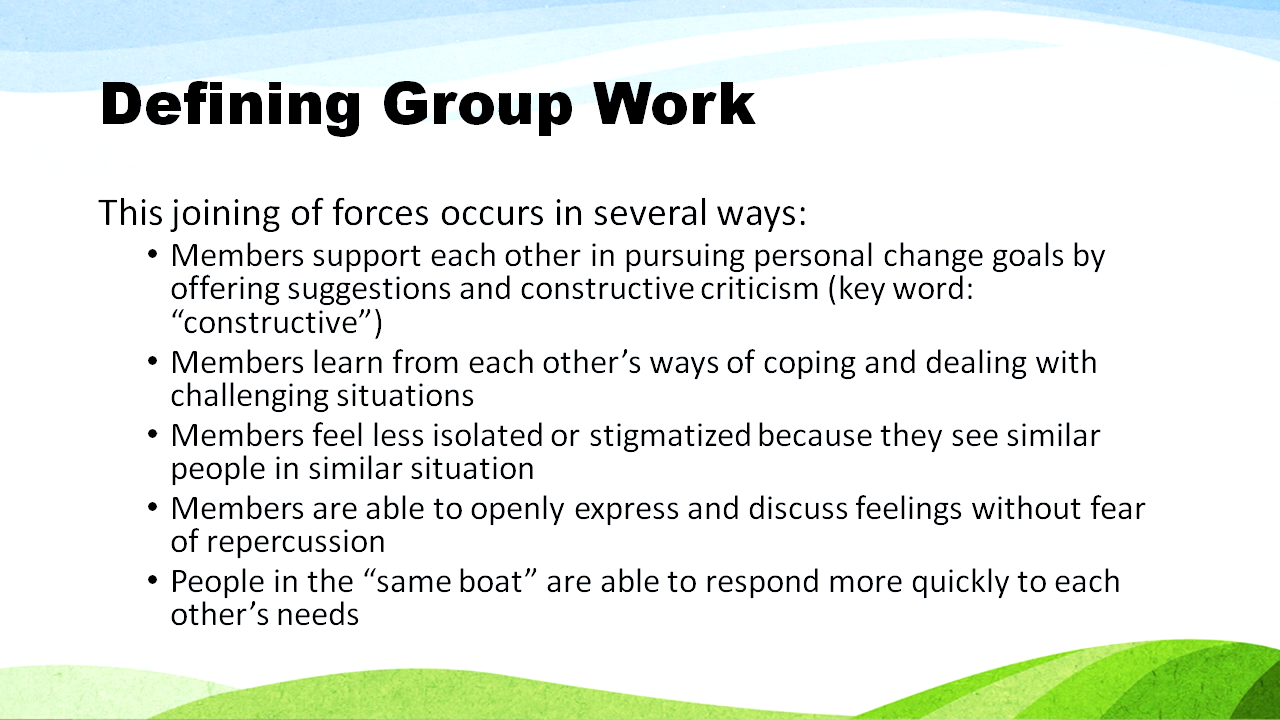 Defining Group Work
This joining of forces occurs in several ways:
• Members support each other in pursuing personal change goals by
offering suggestions and constructive criticism (key word:
“constructive”)
• Members learn from each other’s ways of coping and dealing with
challenging situations
• Members feel less isolated or stigmatized because they see similar
people in similar situation
• Members are able to openly express and discuss feelings without fear
of repercussion
• People in the “same boat” are able to respond more quickly to each
other’s needs